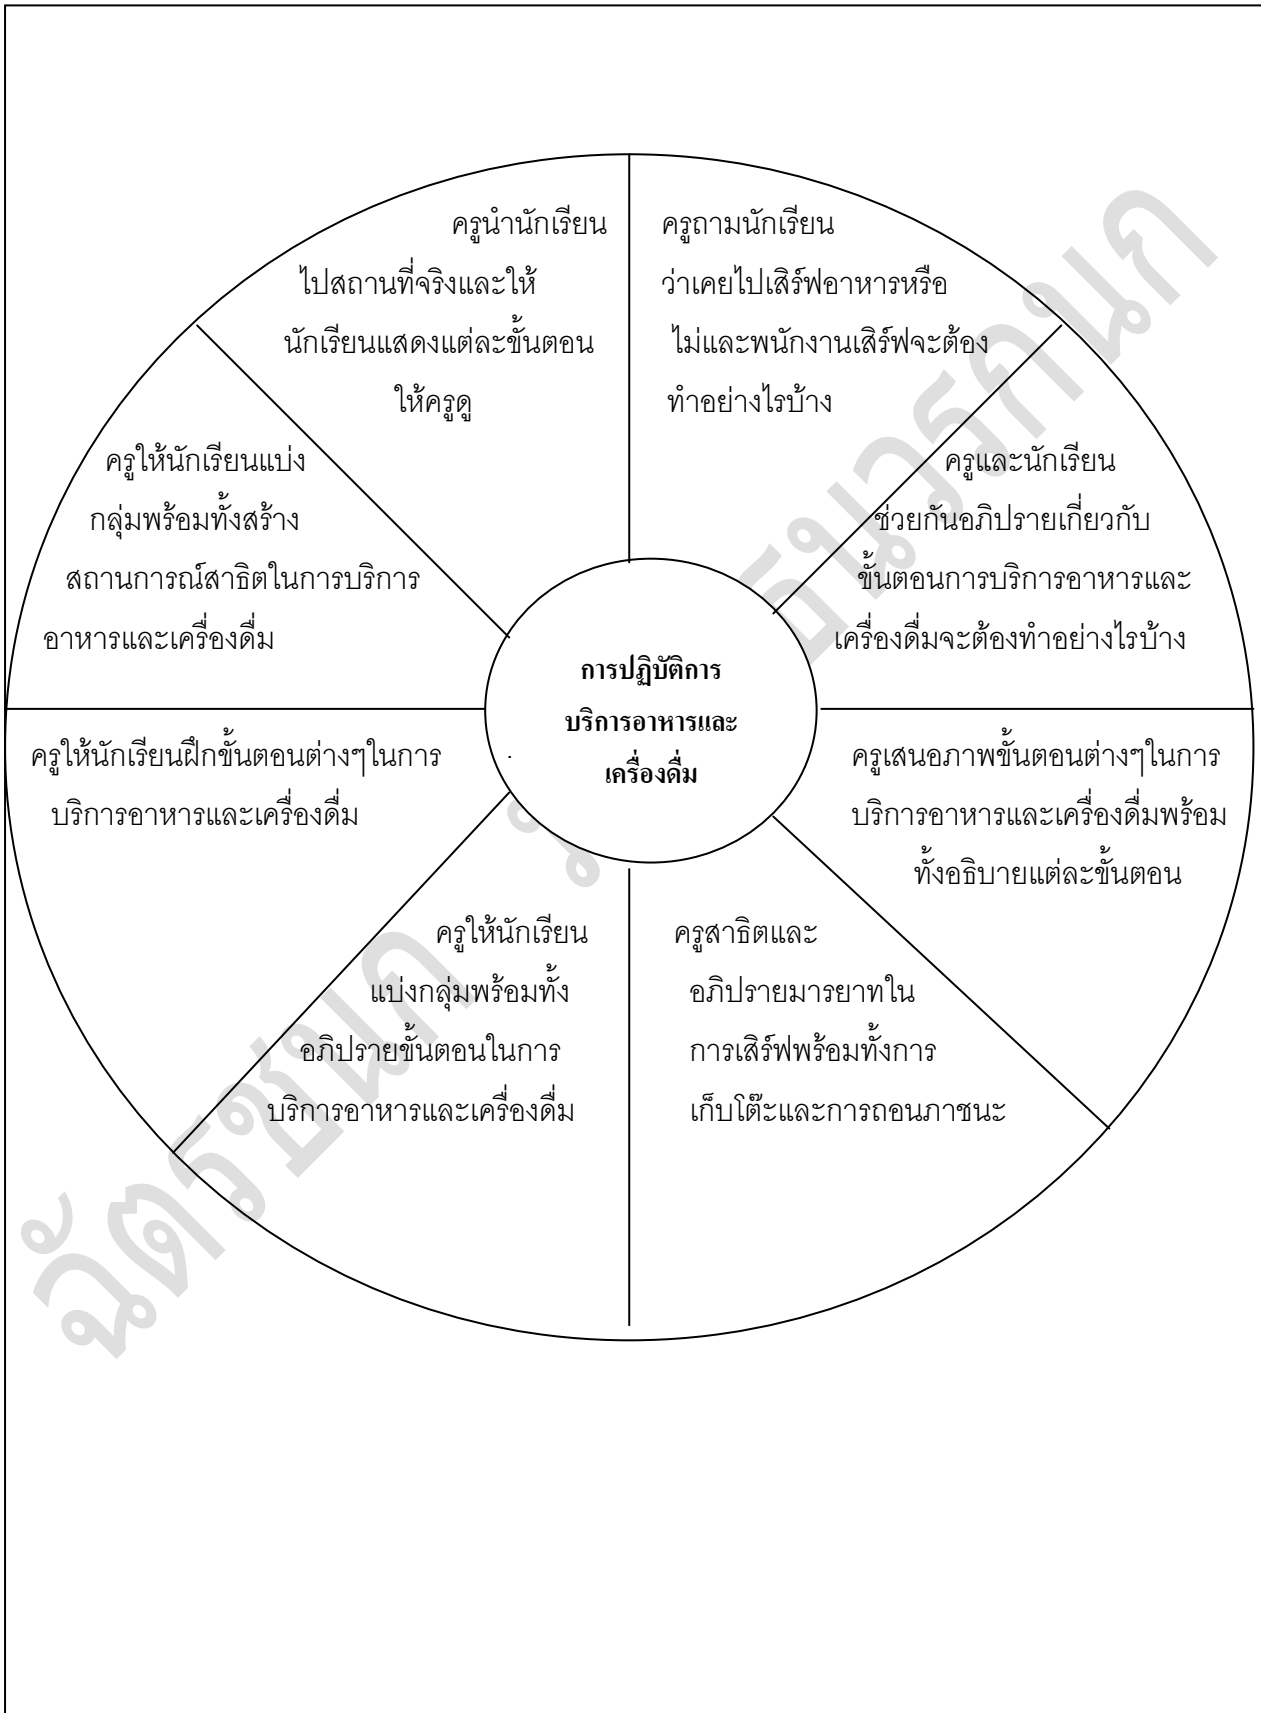 ครูถามนักเรียน
ว่าเคยไปเสิร์ฟอาหารหรือ
ไม่และพนักงานเสิร์ฟจะต้อง
ทำอย่างไรบ้าง
ครูและนักเรียน
ช่วยกันอภิปรายเกี่ยวกับ
ขั้นตอนการบริการอาหารและ
เครื่องดื่มจะต้องทำอย่างไรบ้าง
ครูเสนอภาพขั้นตอนต่างๆในการ
บริการอาหารและเครื่องดื่มพร้อม
ทั้งอธิบายแต่ละขั้นตอน
ครูสาธิตและ
อภิปรายมารยาทใน
การเสิร์ฟพร้อมทั้งการ
เก็บโต๊ะและการถอนภาชนะ
ครูให้นักเรียน
แบ่งกลุ่มพร้อมทั้ง
อภิปรายขั้นตอนในการ
บริการอาหารและเครื่องดื่ม
ครูให้นักเรียนฝึกขั้นตอนต่างๆในการ
บริการอาหารและเครื่องดื่ม
ครูให้นักเรียนแบ่ง
กลุ่มพร้อมทั้งสร้าง
สถานการณ์สาธิตในการบริการ
อาหารและเครื่องดื่ม
ครูนำนักเรียน
ไปสถานที่จริงและให้
นักเรียนแสดงแต่ละขั้นตอน
ให้ครูดู
การปฏิบัติการ
บริการอาหารและ
เครื่องดื่ม
ฉัตรชนก